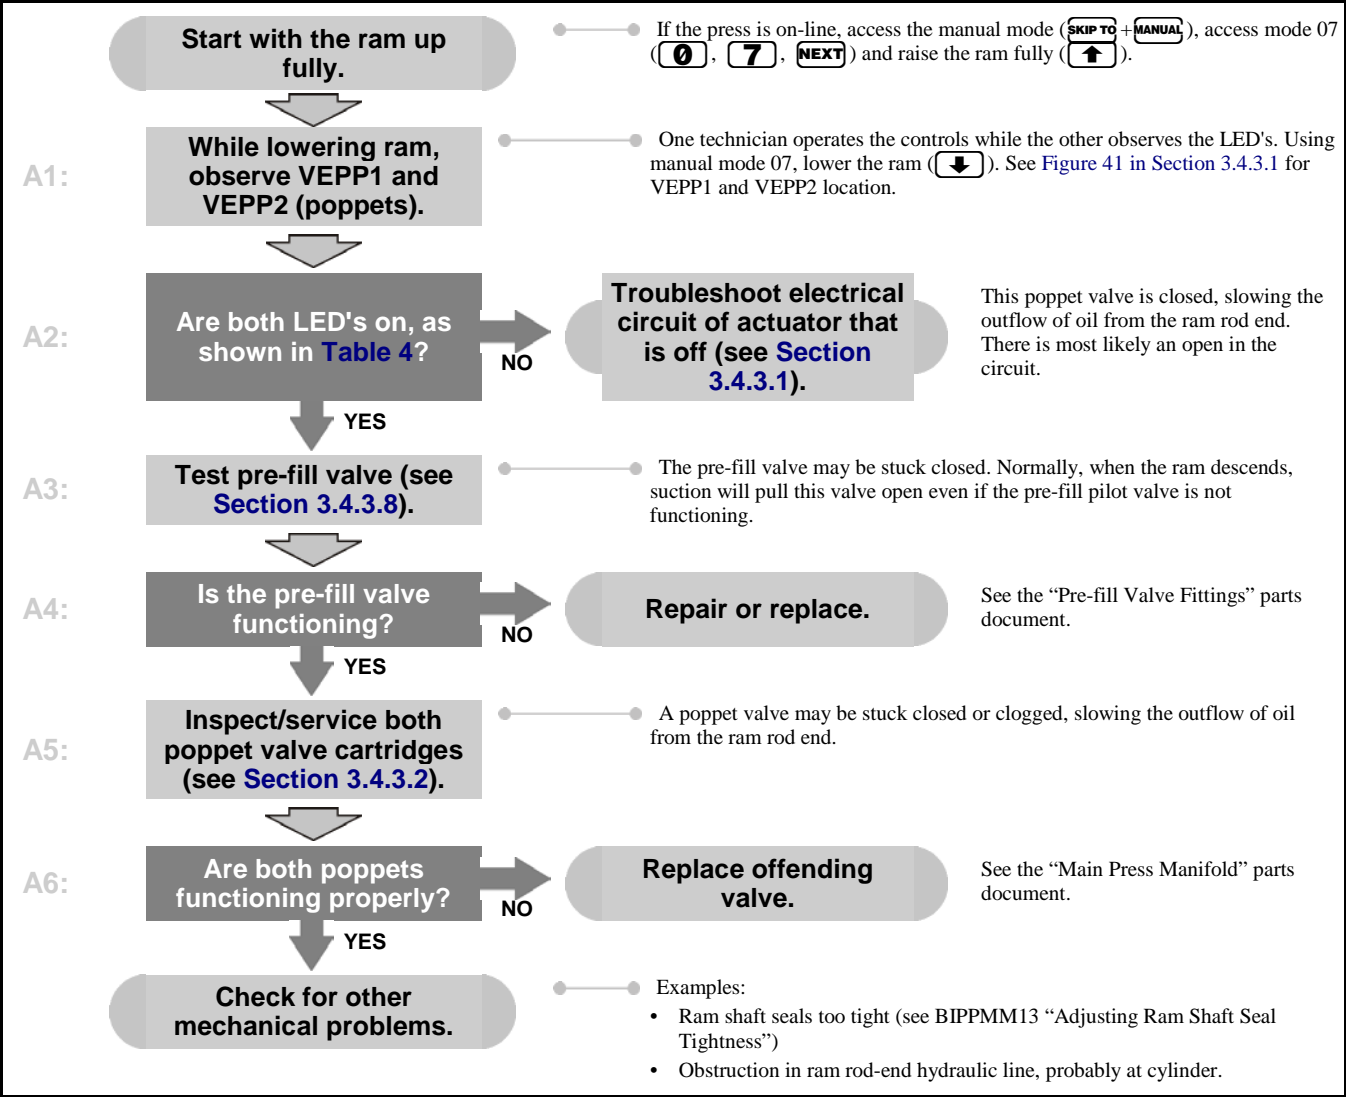 Start with the ram up
fully.
If the press is on-line, access the manual mode (SKIP TO+MANUAL), access mode 07
(0, 7, NEXT) and raise the ram fully (↑).
A1:
While lowering ram,
observe VEPP1 and
VEPP2 (poppets).
One technician operates the controls while the other observes the LED's. Using
manual mode 07, lower the ram (↓). See Figure 41 in Section 3.4.3.1 for
VEPP1 and VEPP2 location.
A2:
Are both LED's on, as
shown in Table 4?
NO
YES
Troubleshoot electrical
circuit of actuator that
is off (see Section
3.4.3.1).
This poppet valve is closed, slowing the
outflow of oil from the ram rod end.
There is most likely an open in the
circuit.
A3:
Test pre-fill valve (see
Section 3.4.3.8).
The pre-fill valve may be stuck closed. Normally, when the ram descends,
suction will pull this valve open even if the pre-fill pilot valve is not
functioning.
A4:
Is the pre-fill valve
functioning?
NO
YES
Repair or replace.
See the “Pre-fill Valve Fittings” parts
document.
A5:
Inspect/service both
poppet valve cartridges
(see Section 3.4.3.2).
A poppet valve may be stuck closed or clogged, slowing the outflow of oil
from the ram rod end.
A6:
Are both poppets
functioning properly?
NO
YES
Replace offending
valve.
See the “Main Press Manifold” parts
document.
Check for other
mechanical problems.
Examples:
• Ram shaft seals too tight (see BIPPMM13 “Adjusting Ram Shaft Seal
Tightness”)
• Obstruction in ram rod-end hydraulic line, probably at cylinder.